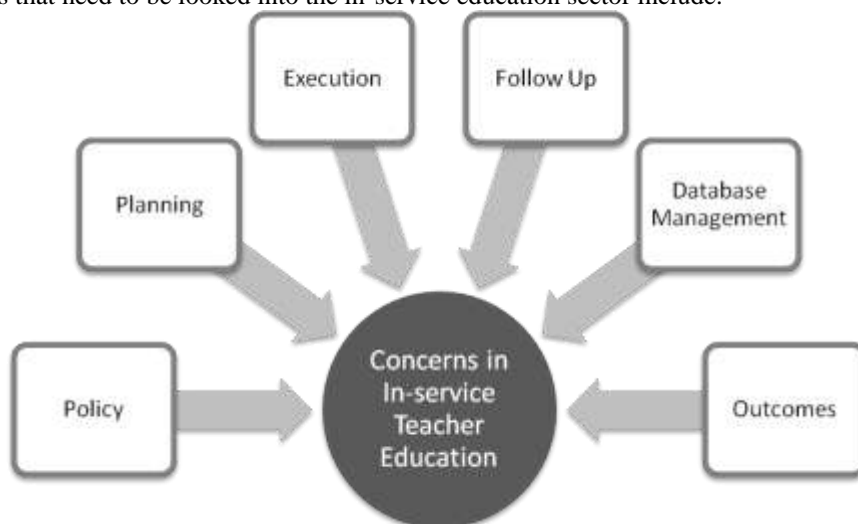 that need to be looked into the in-service education sector include:
Execution
Follow Up
Planning
Database
Management
Policy
Concerns in
In-service
Teacher
Education
Outcomes